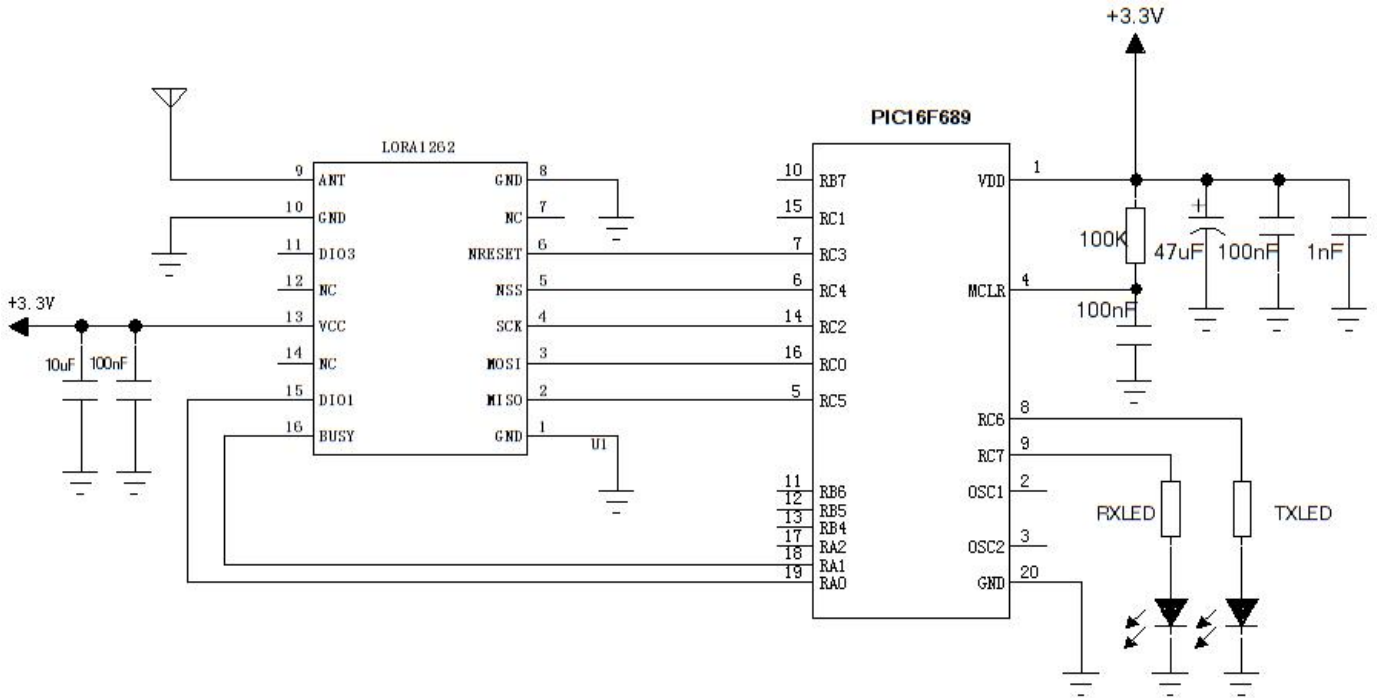 +3.3V
PIC16F689
LORA1262
9 ANT
GND 8
10 GND
NC 7
11 DIO3
NRESET 6
12 NC
NSS 5
+3.3V
13 VCC
SCK 4
14 NC
MOSI 3
15 DIO1
MISO 2
16 BUSY
GND 1
U1
10uF 100nF
10 RB7
VDD 1
15 RC1
7 RC3
6 RC4
MCLR 4
14 RC2
16 RC0
5 RC5
RC6 8
RC7 9
11 RB6
OSC1 2
12 RB5
13 RB4
17 RA2
OSC2 3
18 RA1
19 RA0
GND 20
100K
+
47uF 100nF 1nF
100nF
RXLED
TXLED